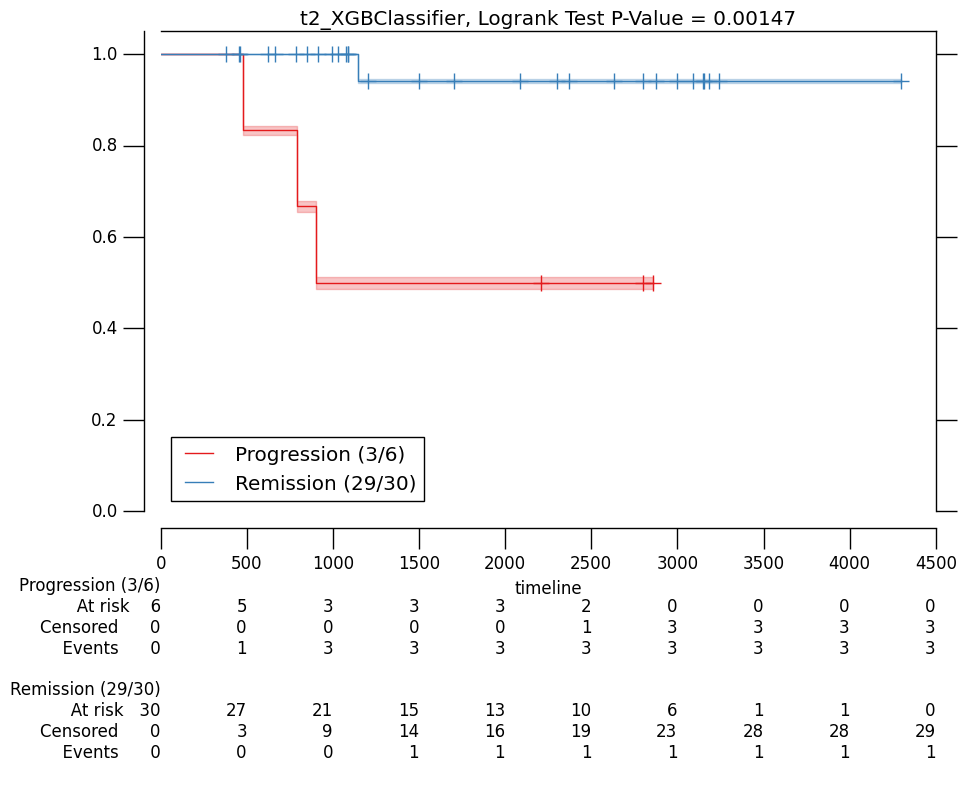 t2_XGBClassifier, Logrank Test P-Value = 0.00147
1.0
0.8
0.6
0.4
0.2
0.0
Progression (3/6)
Remission (29/30)
0 500 1000 1500 2000 2500 3000 3500 4000 4500
timeline
Progression (3/6)
At risk 6 5 3 3 3 2 0 0 0 0
Censored 0 0 0 0 0 1 3 3 3 3
Events 0 1 3 3 3 3 3 3 3 3
Remission (29/30)
At risk 30 27 21 15 13 10 6 1 1 0
Censored 0 3 9 14 16 19 23 28 28 29
Events 0 0 0 1 1 1 1 1 1 1